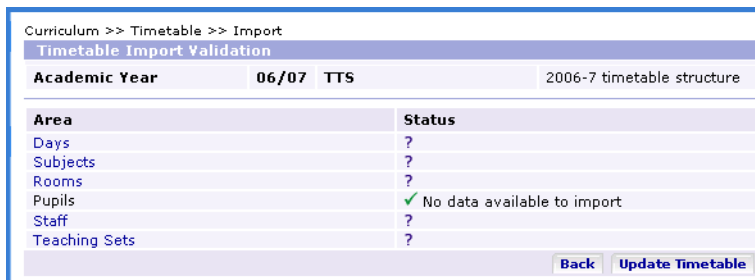 Curriculum >> Timetable >> Import
Timetable Import Validation
Academic Year 06/07 TTS 2006-7 timetable structure
Area Status
Days ?
Subjects ?
Rooms ?
Pupils ✓ No data available to import
Staff ?
Teaching Sets ?
Back Update Timetable